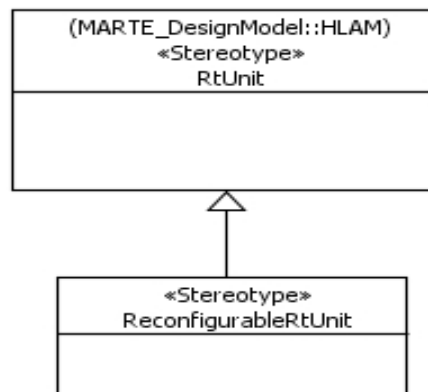 (MARTE_DesignModel::HLAM)
«Stereotype»
RtUnit
«Stereotype»
ReconfigurableRtUnit